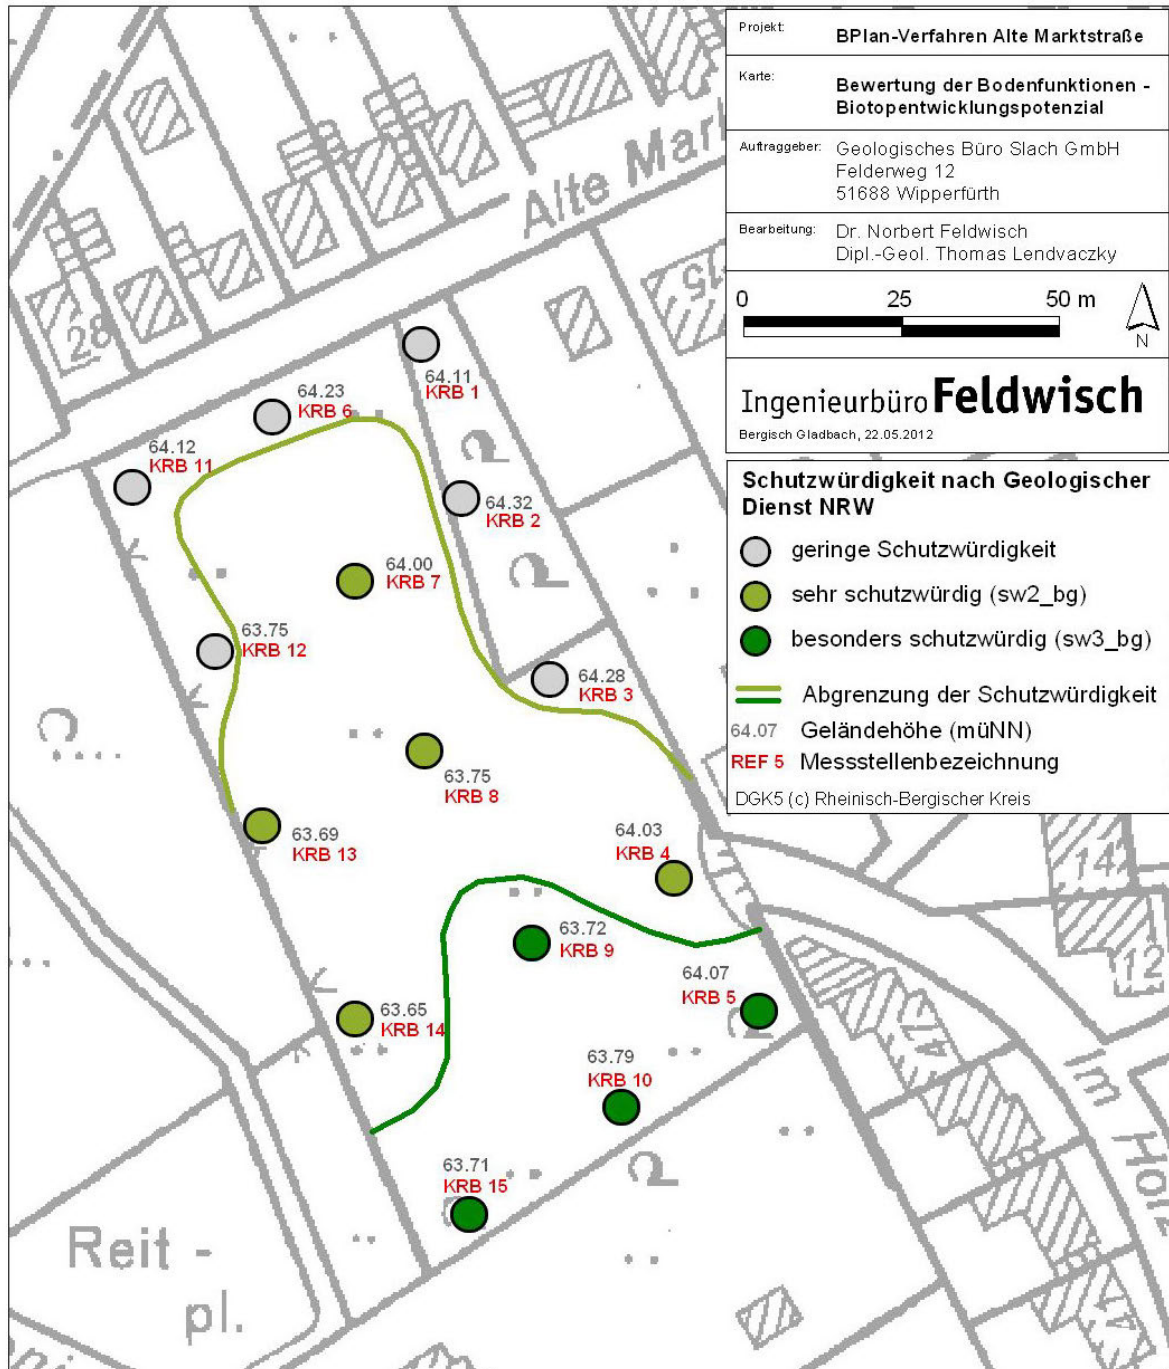 Projekt: BPlan-Verfahren Alte Marktstraße
Karte: Bewertung der Bodenfunktionen -
Biotopentwicklungspotenzial
Auftraggeber: Geologisches Büro Slach GmbH
Felderweg 12
51688 Wipperfürth
Bearbeitung: Dr. Norbert Feldwisch
Dipl.-Geol. Thomas Lendvaczky
0 25 50 m
N
Ingenieurbüro Feldwisch
Bergisch Gladbach, 22.05.2012
Schutzwürdigkeit nach Geologischer
Dienst NRW
geringe Schutzwürdigkeit
sehr schutzwürdig (sw2_bg)
besonders schutzwürdig (sw3_bg)
Abgrenzung der Schutzwürdigkeit
64.07 Geländehöhe (müNN)
REF 5 Messstellenbezeichnung
DGK5 (c) Rheinisch-Bergischer Kreis
Alte Mar
15
28
64.11
KRB 1
64.23
KRB 6
64.12
KRB 11
64.32
KRB 2
64.00
KRB 7
63.75
KRB 12
64.28
KRB 3
63.75
KRB 8
63.69
KRB 13
64.03
KRB 4
14
12
63.72
KRB 9
64.07
KRB 5
63.65
KRB 14
47
63.79
KRB 10
Im Holz
63.71
KRB 15
Reit -
pl.